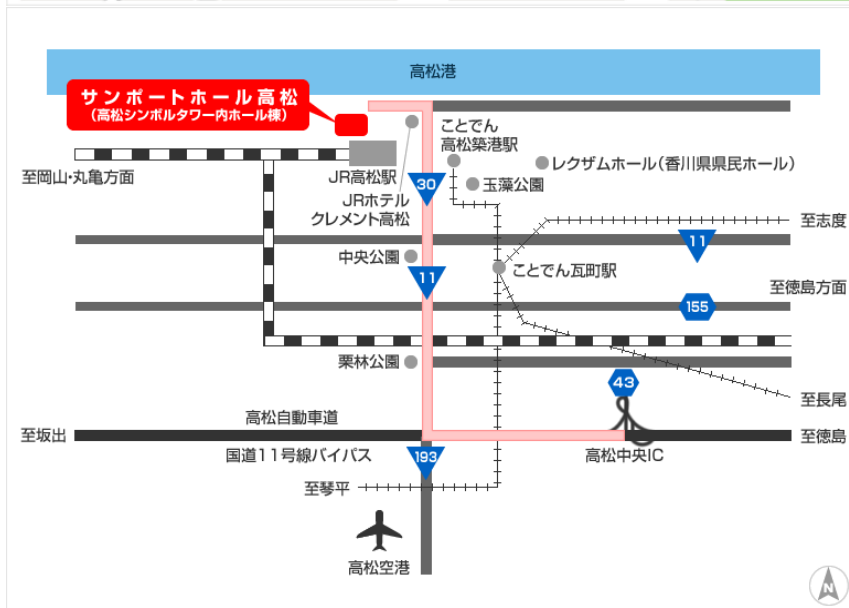 高松港
サンポートホール高松
（高松シンボルタワー内ホール棟）
ことでん
高松築港駅
レクザムホール（香川県県民ホール）
至岡山・丸亀方面
JR高松駅
30
玉藻公園
JRホテル
クレメント高松
至志度
11
中央公園
11
ことでん瓦町駅
至徳島方面
155
栗林公園
43
至長尾
高松自動車道
至坂出
至徳島
国道11号線バイパス
193
高松中央IC
至琴平
高松空港
N